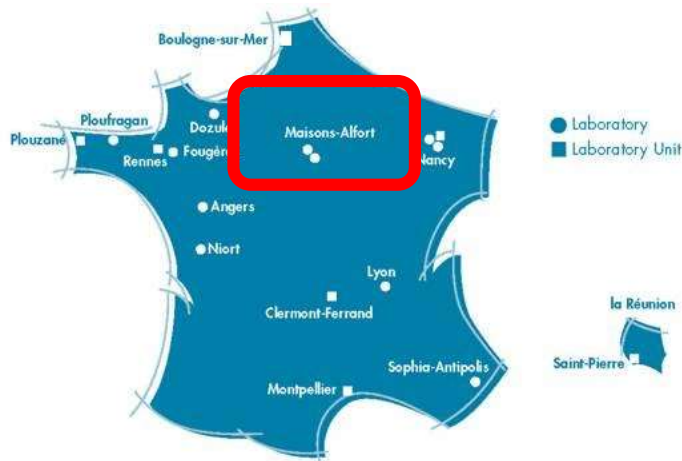 Boulogne-sur-Mer
Ploufragan
Plouzané
Dozulé
Maisons-Alfort
Rennes
Fougère
Nancy
Laboratory
Laboratory Unit
Angers
Niort
Lyon
Clermont-Ferrand
la Réunion
Sophia-Antipolis
Saint-Pierre
Montpellier